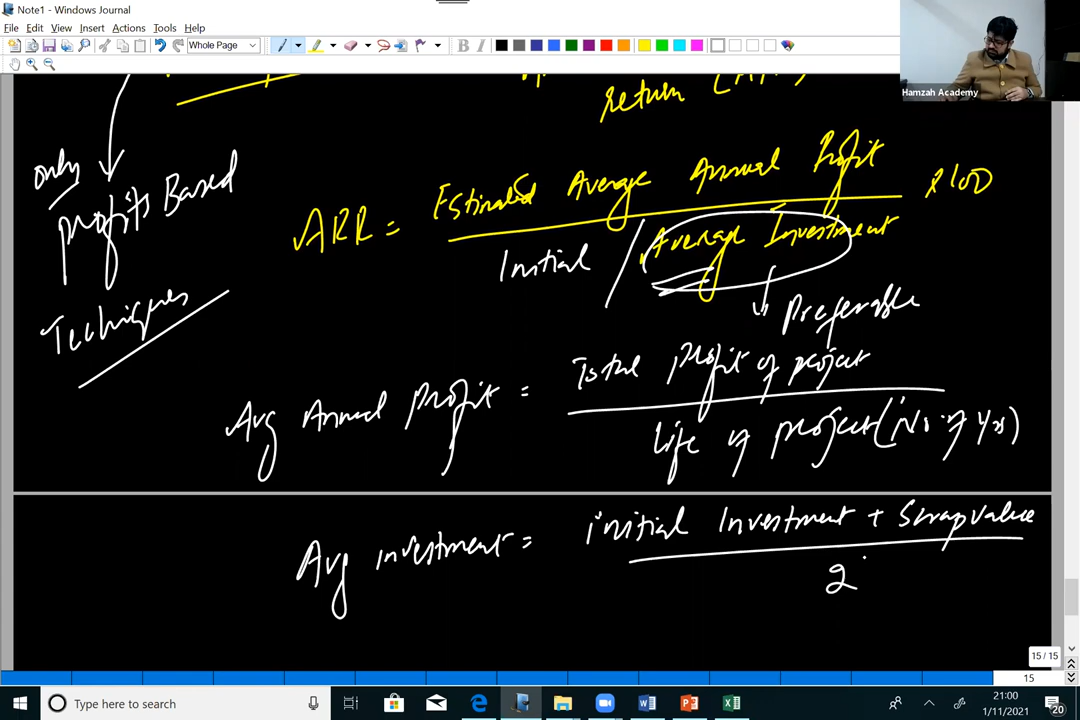 Note1 - Windows Journal
File Edit View Insert Actions Tools Help
Whole Page
B I
Hamzah Academy
return
only
profits Based
Techniques
ARR = Estimated Average Annual Profit x100
Initial / Average Investment
Preferable
Avg Annual Profit = Total profit of project
life of project (No. of Yrs)
Avg investment = initial Investment + Scrap value
2
15 / 15
15
Type here to search
21:00
1/11/2021
20